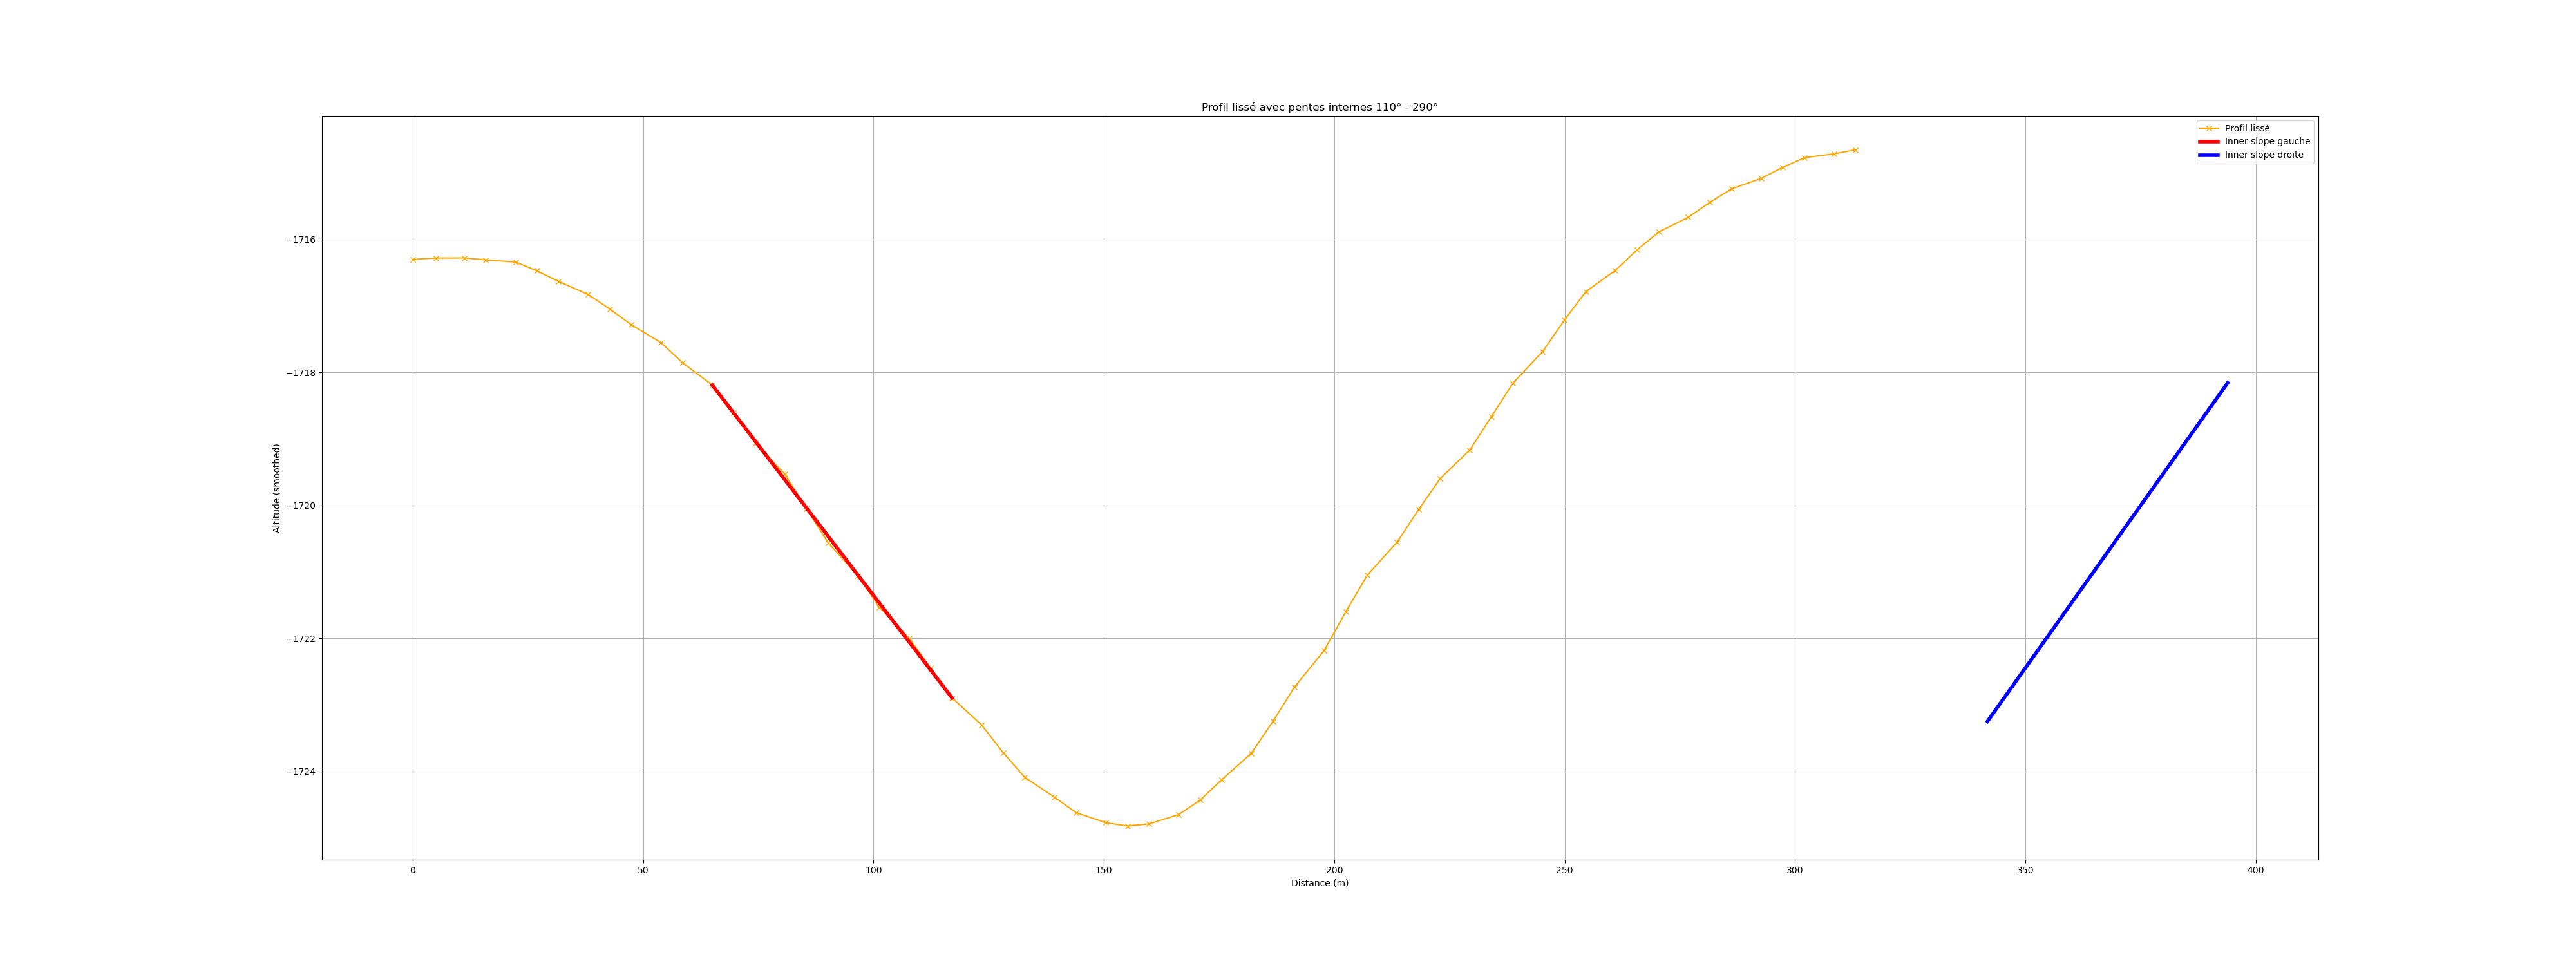 Profil lissé avec pentes internes 110° - 290°
Profil lissé
Inner slope gauche
Inner slope droite
Altitude (smoothed)
−1716
−1718
−1720
−1722
−1724
0 50 100 150 200 250 300 350 400
Distance (m)